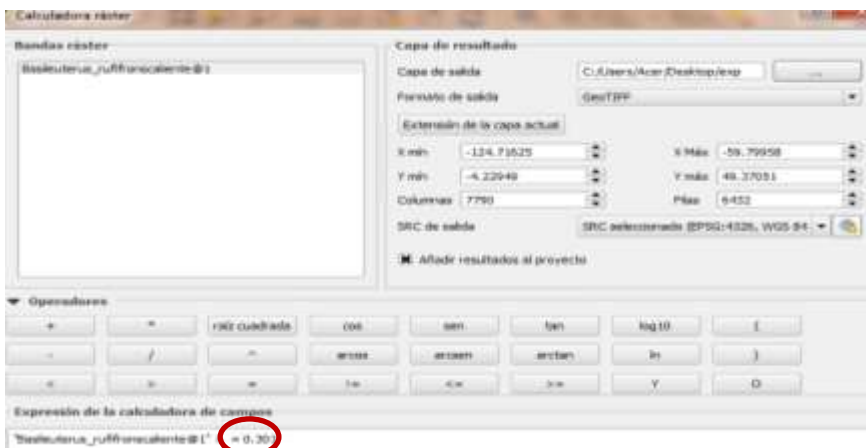 Calculadora ráster
Bandas ráster
Basileuterus_rufifronscaliente@1
Capa de resultado
Capa de salida C:/Users/Acer/Desktop/exp ...
Formato de salida GeoTIFF
Extensión de la capa actual
X mín -124.71625 X Máx -59.79958
Y mín -4.22949 Y máx 49.37051
Columnas 7790 Filas 6432
SRC de salida SRC seleccionado (EPSG:4326, WGS 84
Añadir resultados al proyecto
Operadores
+ * raíz cuadrada cos sen tan log10 (
- / ^ arcos arcsen arctan ln )
< > = != <= >= Y O
Expresión de la calculadora de campos
"Basileuterus_rufifronscaliente@1" = 0.301